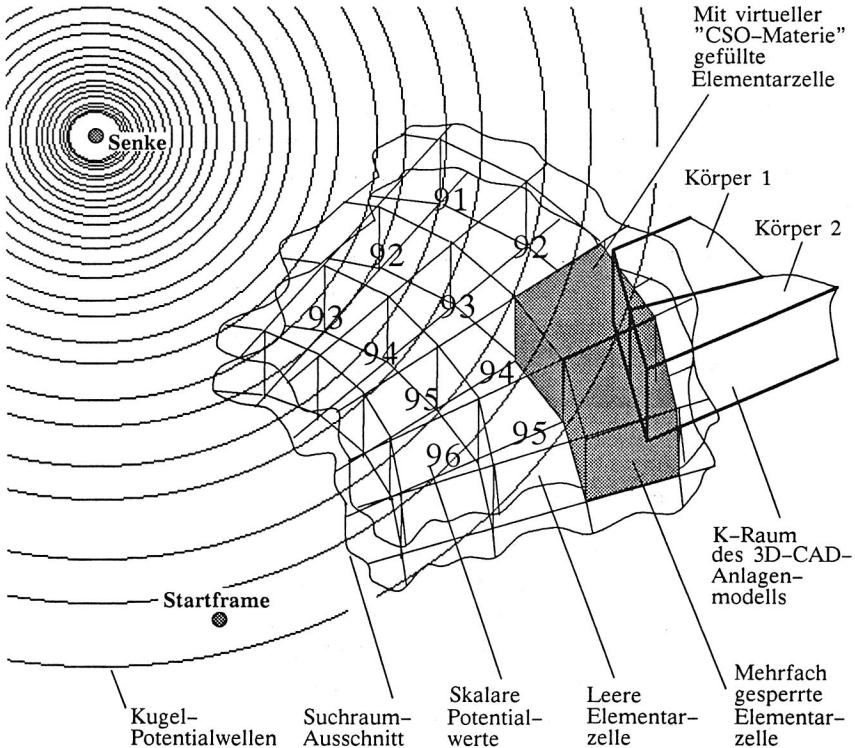 Mit virtueller
"CSO–Materie"
gefüllte
Elementarzelle
Senke
Körper 1
Körper 2
91
92
92
93
93
94
94
95
95
96
K–Raum
des 3D–CAD–
Anlagen–
modells
Startframe
Kugel–
Potentialwellen
Suchraum–
Ausschnitt
Skalare
Potential–
werte
Leere
Elementar–
zelle
Mehrfach
gesperrte
Elementar–
zelle